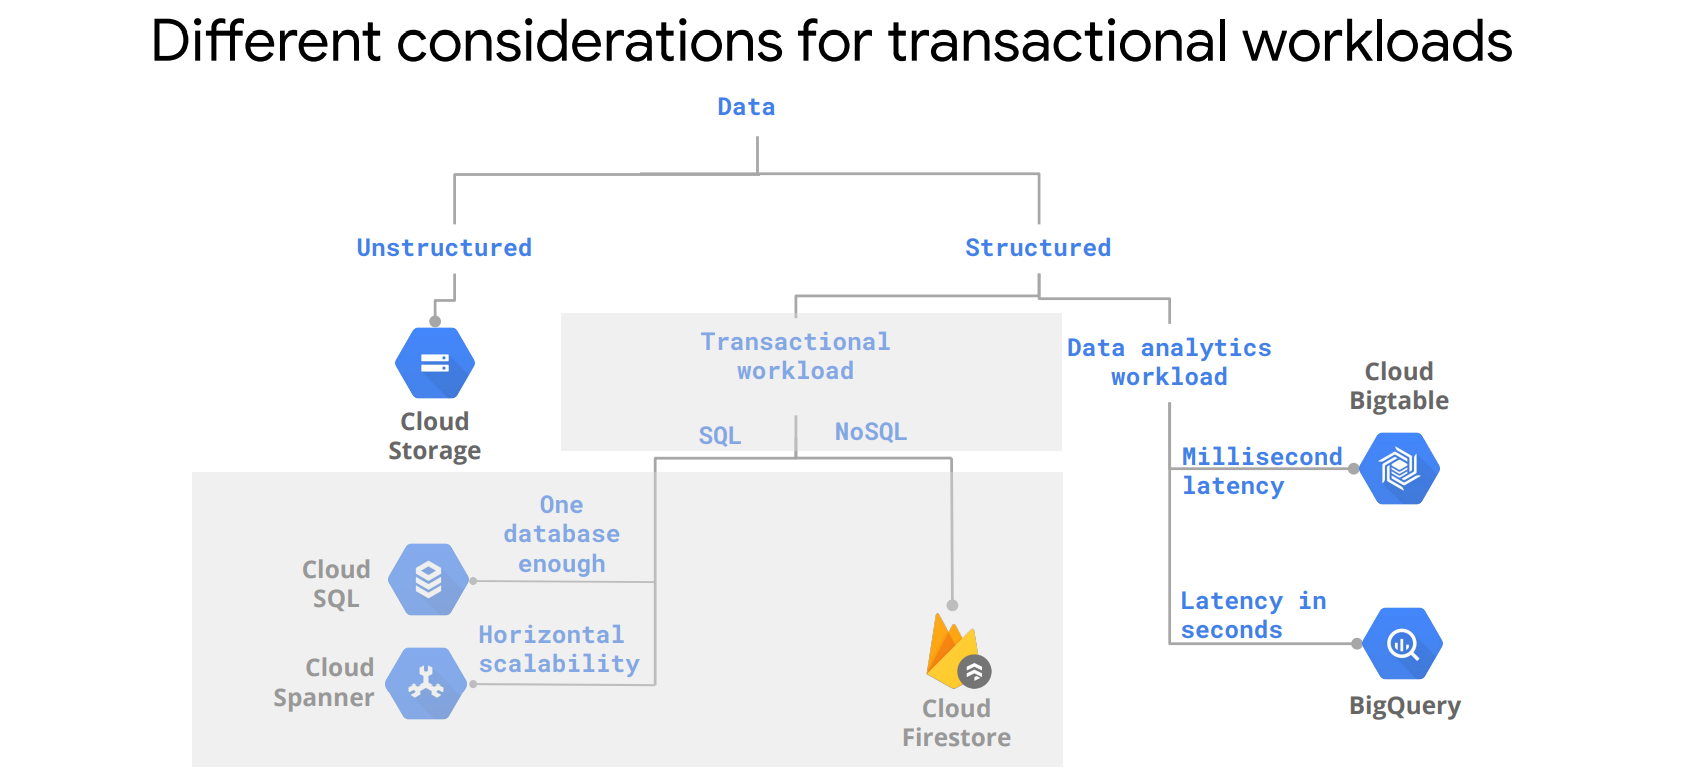 Different considerations for transactional workloads
Data
Unstructured
Structured
Cloud
Storage
Transactional
workload
SQL
NoSQL
Data analytics
workload
Cloud
Bigtable
Millisecond
latency
One
database
enough
Cloud
SQL
Horizontal
scalability
Cloud
Spanner
Cloud
Firestore
Latency in
seconds
BigQuery